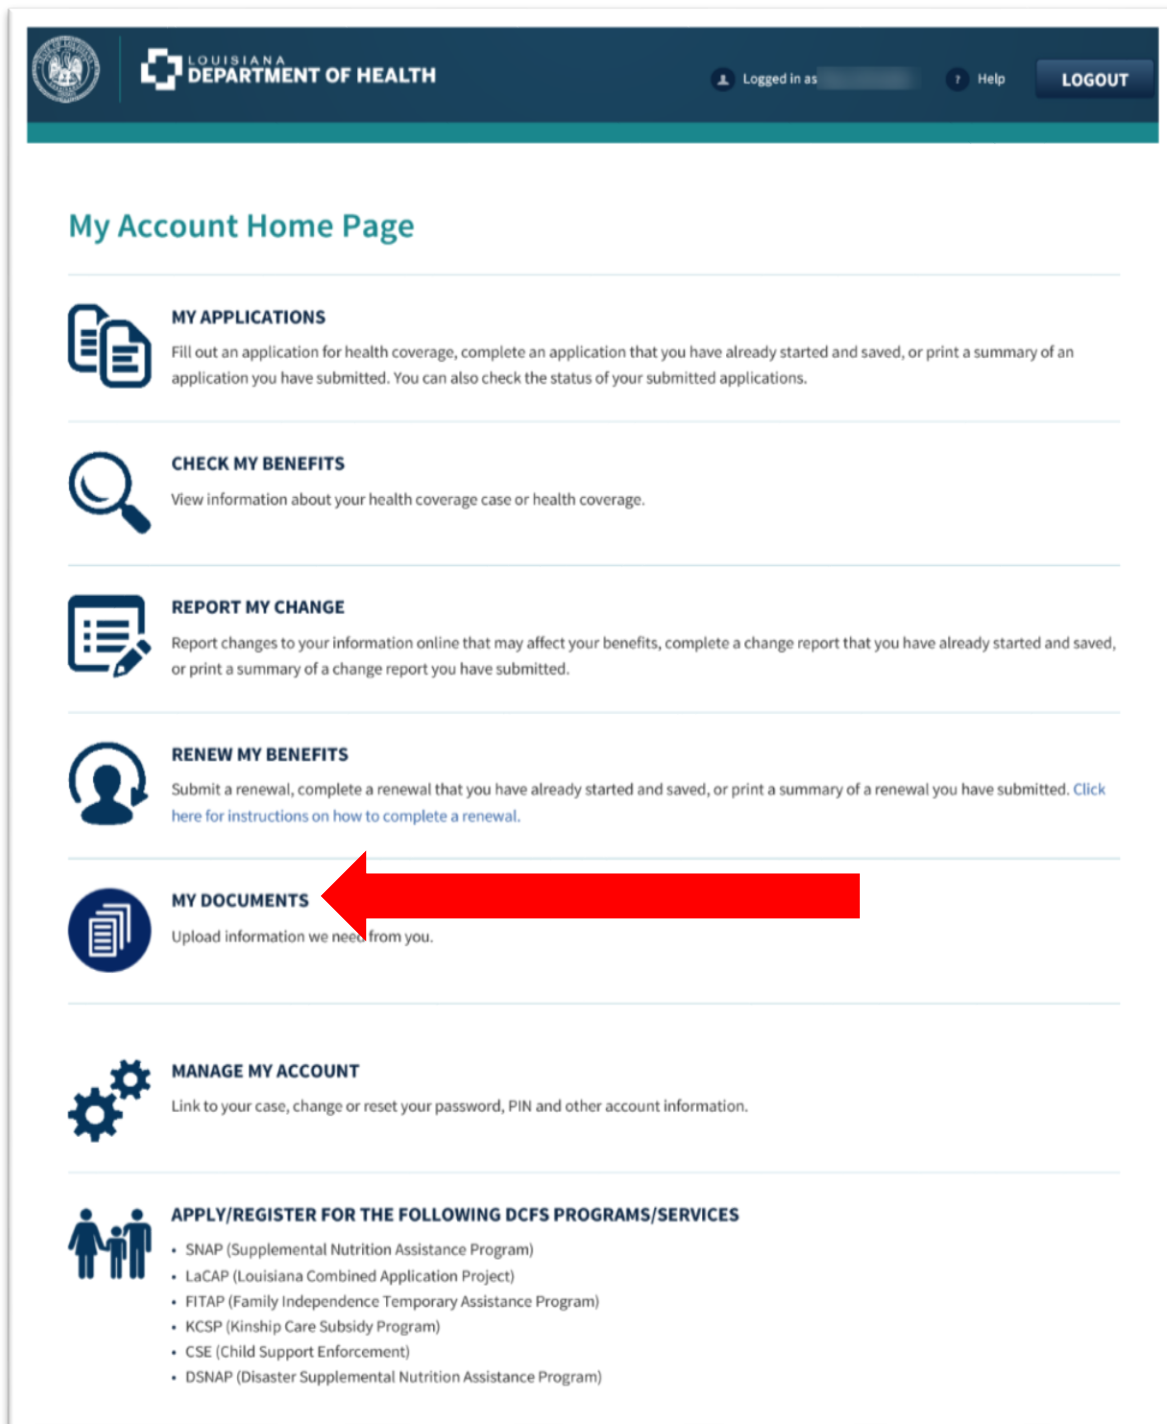 LOUISIANA
DEPARTMENT OF HEALTH
Logged in as
? Help
LOGOUT
My Account Home Page
MY APPLICATIONS
Fill out an application for health coverage, complete an application that you have already started and saved, or print a summary of an
application you have submitted. You can also check the status of your submitted applications.
CHECK MY BENEFITS
View information about your health coverage case or health coverage.
REPORT MY CHANGE
Report changes to your information online that may affect your benefits, complete a change report that you have already started and saved,
or print a summary of a change report you have submitted.
RENEW MY BENEFITS
Submit a renewal, complete a renewal that you have already started and saved, or print a summary of a renewal you have submitted. Click
here for instructions on how to complete a renewal.
MY DOCUMENTS
Upload information we need from you.
MANAGE MY ACCOUNT
Link to your case, change or reset your password, PIN and other account information.
APPLY/REGISTER FOR THE FOLLOWING DCFS PROGRAMS/SERVICES
• SNAP (Supplemental Nutrition Assistance Program)
• LaCAP (Louisiana Combined Application Project)
• FITAP (Family Independence Temporary Assistance Program)
• KCSP (Kinship Care Subsidy Program)
• CSE (Child Support Enforcement)
• DSNAP (Disaster Supplemental Nutrition Assistance Program)